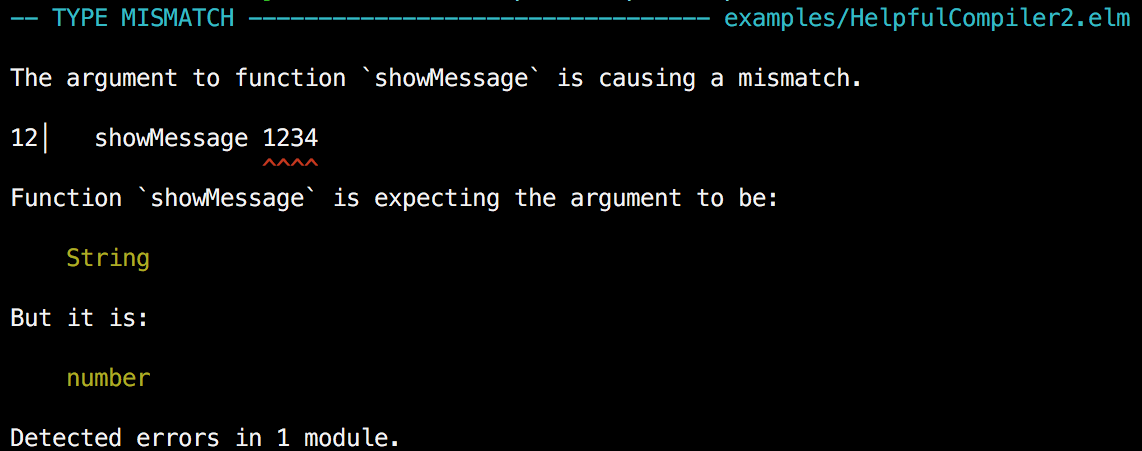 -- TYPE MISMATCH --------------------------------- examples/HelpfulCompiler2.elm
The argument to function `showMessage` is causing a mismatch.
12│   showMessage 1234
                  ^^^^
Function `showMessage` is expecting the argument to be:
    String
But it is:
    number
Detected errors in 1 module.